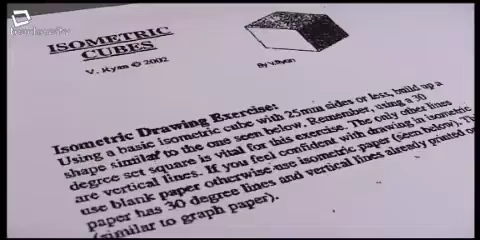 ISOMETRIC
CUBES
V. Ryan © 2002
By V.Ryan
Isometric Drawing Exercise:
Using a basic isometric cube with 25mm sides or less, build up a
shape similar to the one seen below. Remember, using a 30
degree set square is vital for this exercise. The only other lines
are vertical lines. If you feel confident with drawing in isometric
use blank paper otherwise use isometric paper (seen below). T
paper has 30 degree lines and vertical lines already printed o
(similar to graph paper).